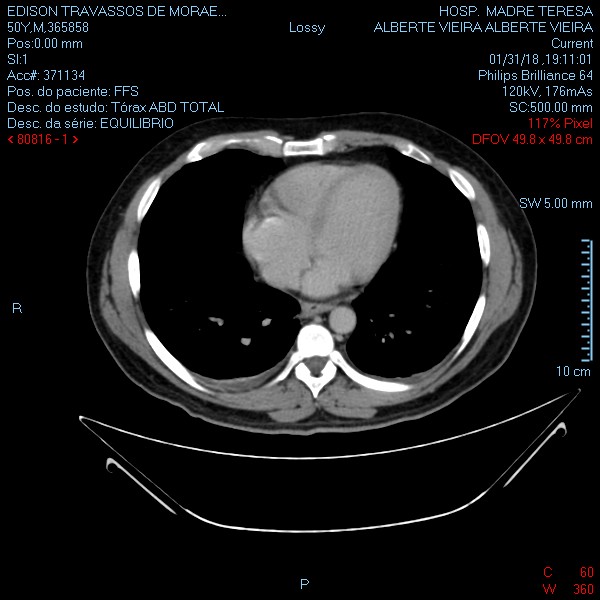 EDISON TRAVASSOS DE MORAE...
50Y,M,365858
Pos:0.00 mm
SI:1
Acc#: 371134
Pos. do paciente: FFS
Desc. do estudo: Tórax ABD TOTAL
Desc. da série: EQUILIBRIO
< 80816 - 1 >
Lossy
HOSP. MADRE TERESA
ALBERTE VIEIRA ALBERTE VIEIRA
Current
01/31/18 ,19:11:01
Philips Brilliance 64
120kV, 176mAs
SC:500.00 mm
117% Pixel
DFOV 49.8 x 49.8 cm
SW 5.00 mm
R
10 cm
P
C 60
W 360